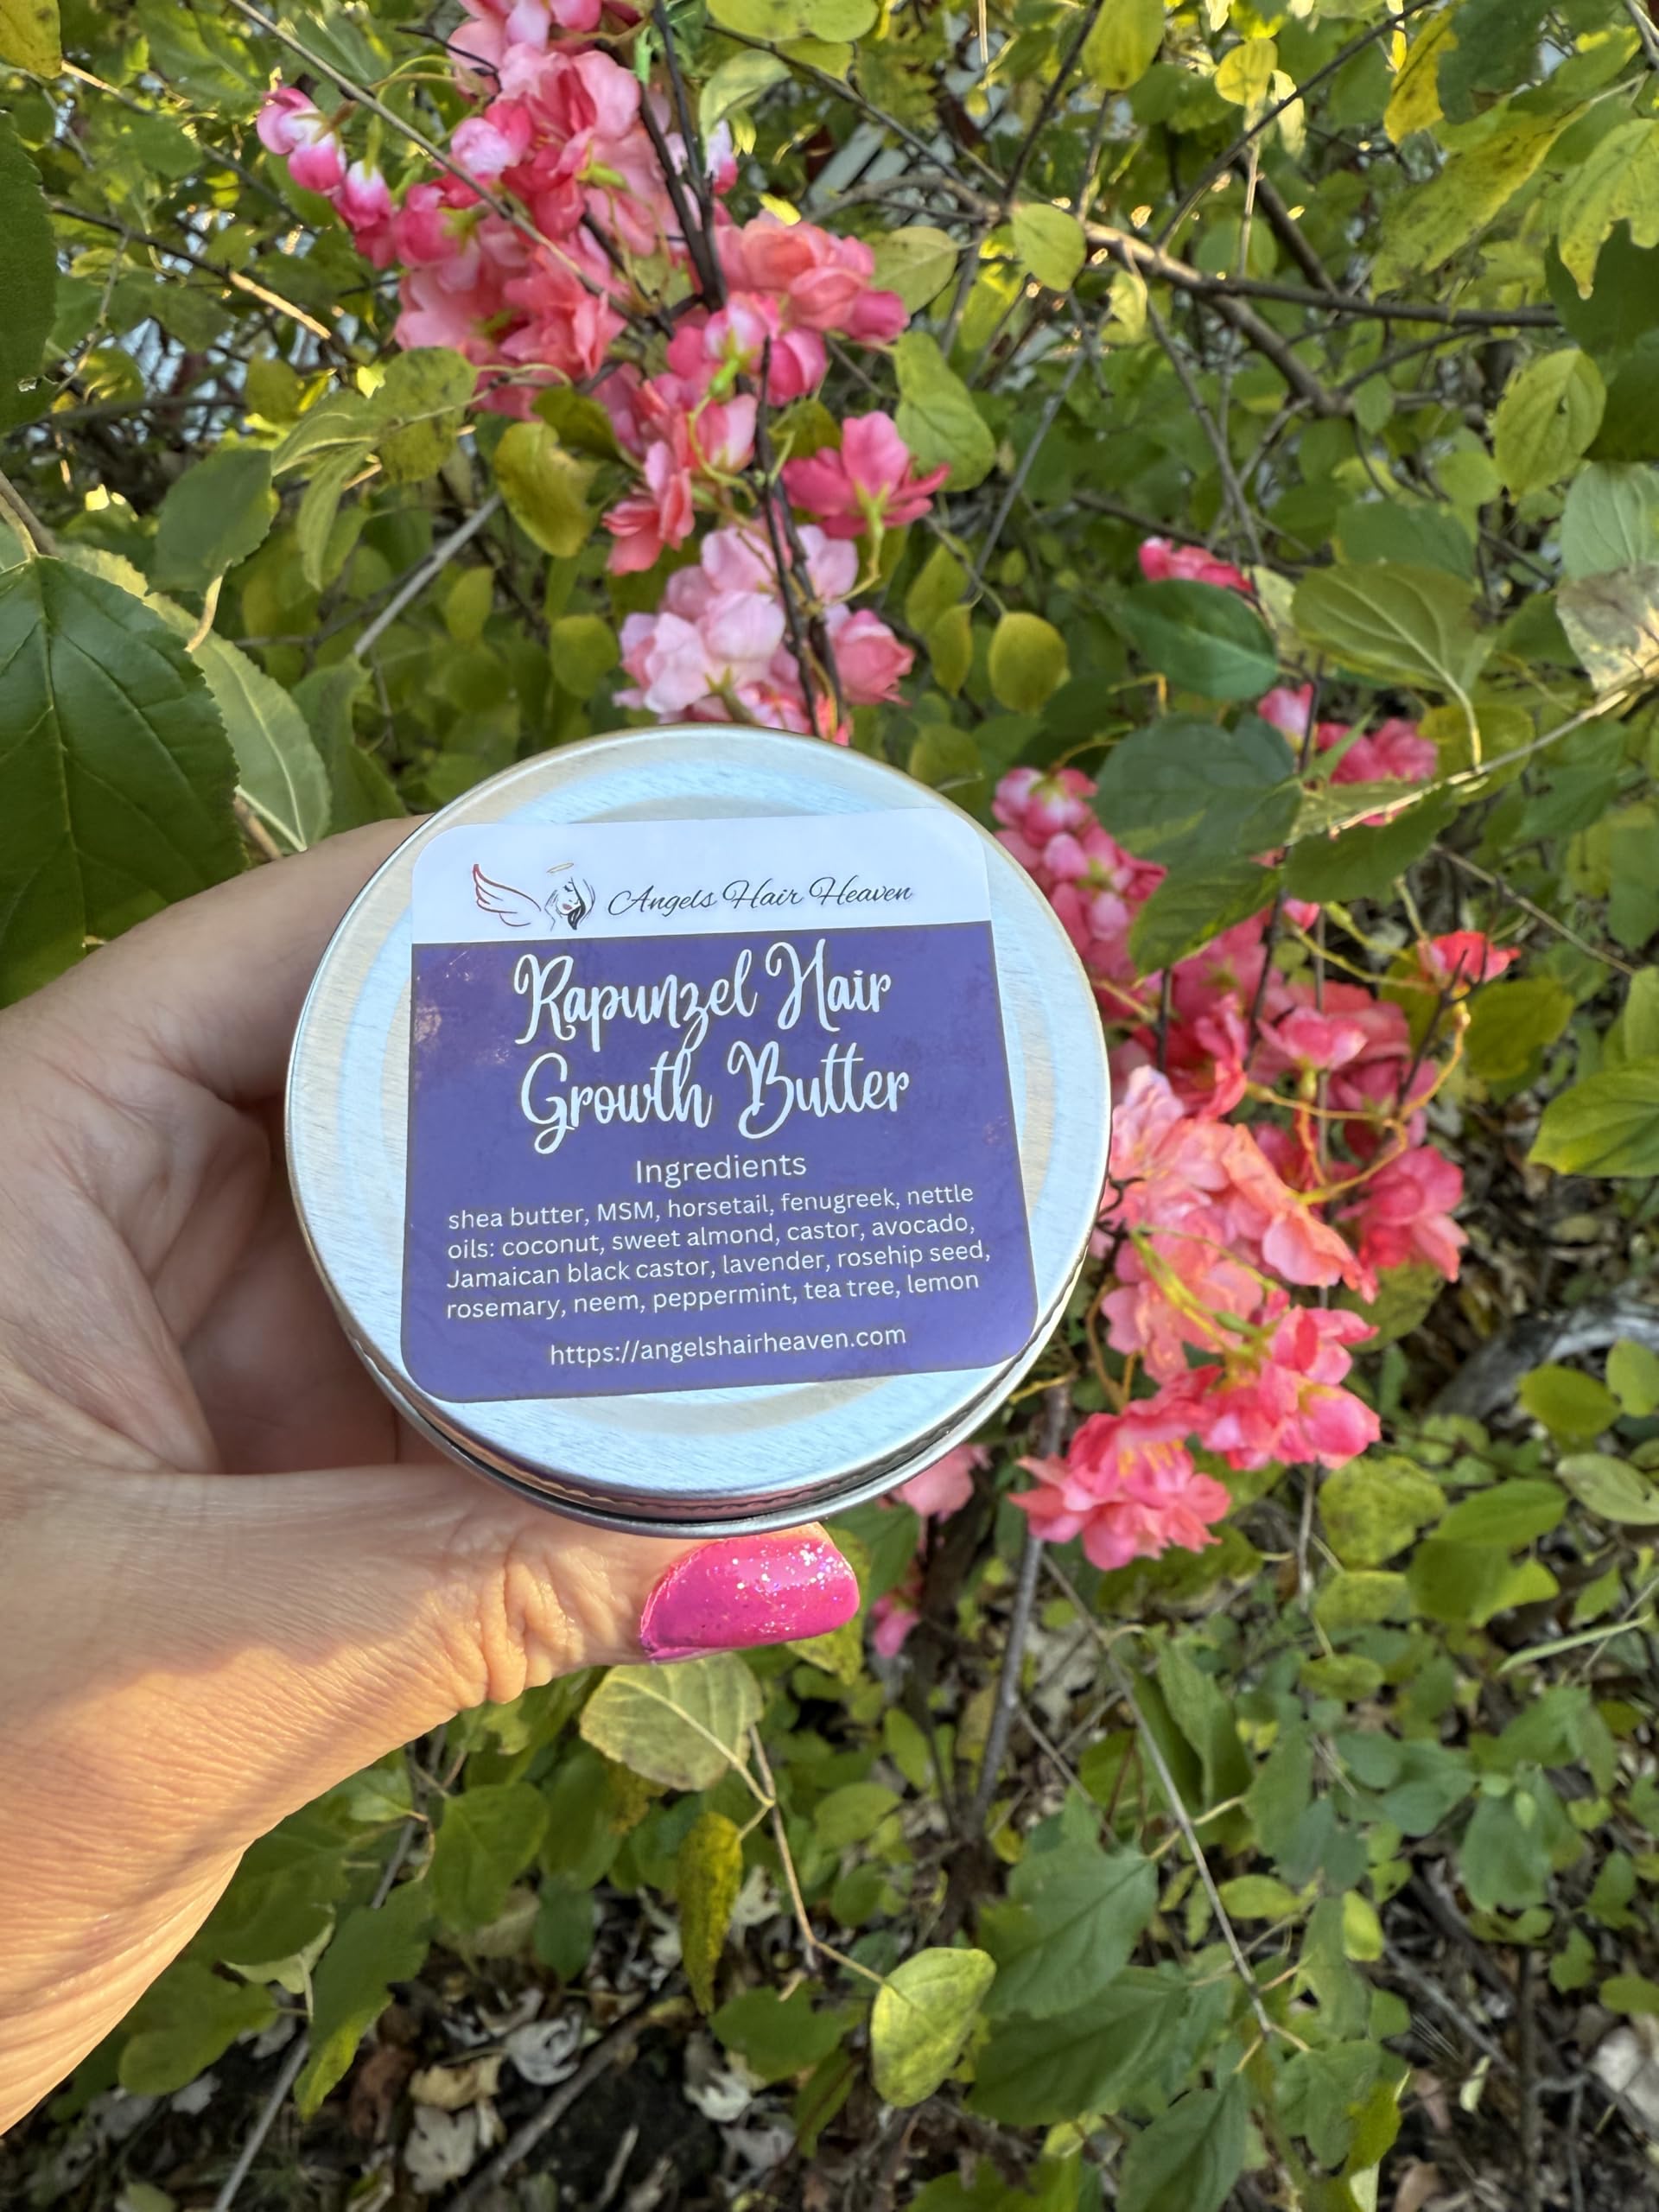 Angels Hair Heaven
Rapunzel Hair
Growth Butter
Ingredients
shea butter, MSM, horsetail, fenugreek, nettle
oils: coconut, sweet almond, castor, avocado,
Jamaican black castor, lavender, rosehip seed,
rosemary, neem, peppermint, tea tree, lemon
https://angelshairheaven.com